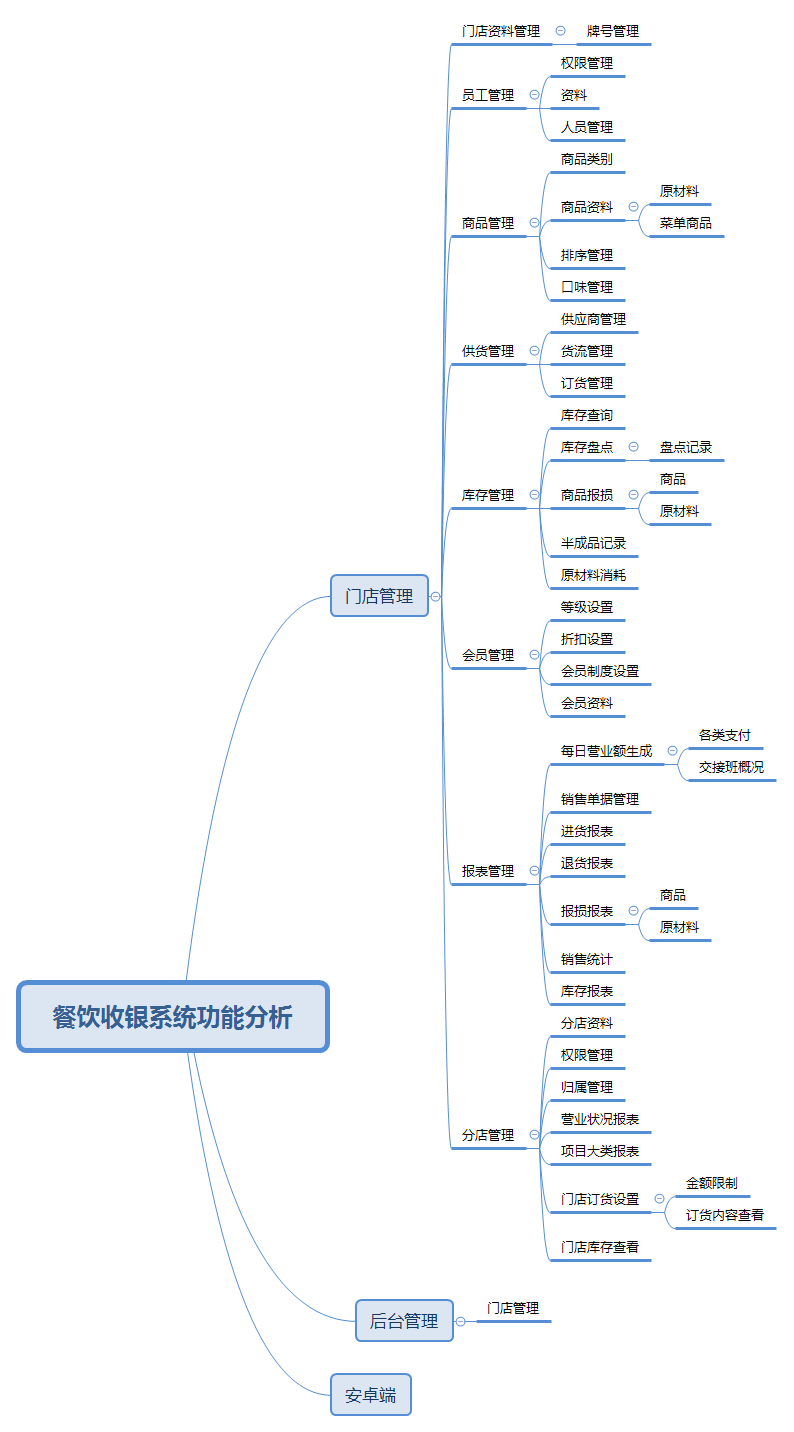 餐饮收银系统功能分析
门店管理
门店资料管理
牌号管理
员工管理
权限管理
资料
人员管理
商品管理
商品类别
商品资料
原材料
菜单商品
排序管理
口味管理
供货管理
供应商管理
货流管理
订货管理
库存管理
库存查询
库存盘点
盘点记录
商品报损
商品
原材料
半成品记录
原材料消耗
会员管理
等级设置
折扣设置
会员制度设置
会员资料
报表管理
每日营业额生成
各类支付
交接班概况
销售单据管理
进货报表
退货报表
报损报表
商品
原材料
销售统计
库存报表
分店管理
分店资料
权限管理
归属管理
营业状况报表
项目大类报表
门店订货设置
金额限制
订货内容查看
门店库存查看
后台管理
门店管理
安卓端